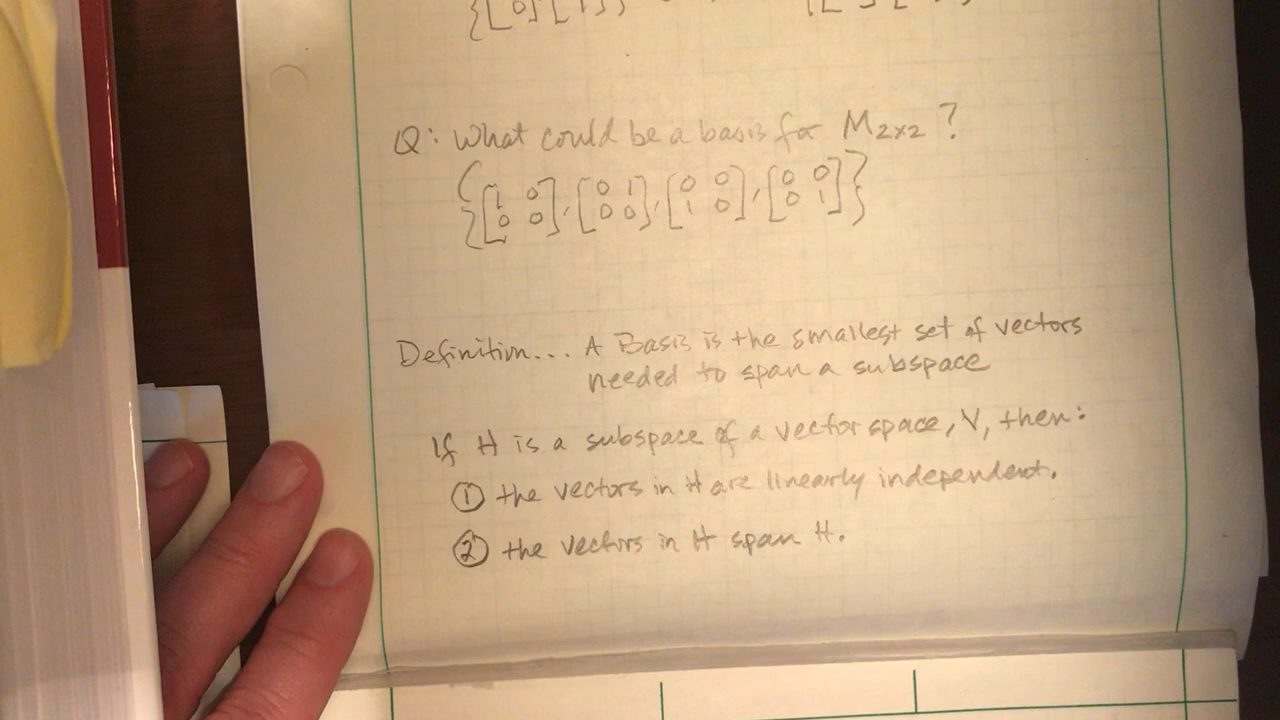 Q: What could be a basis for M2x2 ?
{[1 0 0 0], [0 1 0 0], [0 0 1 0], [0 0 0 1]}
Definition... A Basis is the smallest set of vectors
needed to span a subspace
If H is a subspace of a vector space, V, then:
① the vectors in H are linearly independent.
② the vectors in H span H.